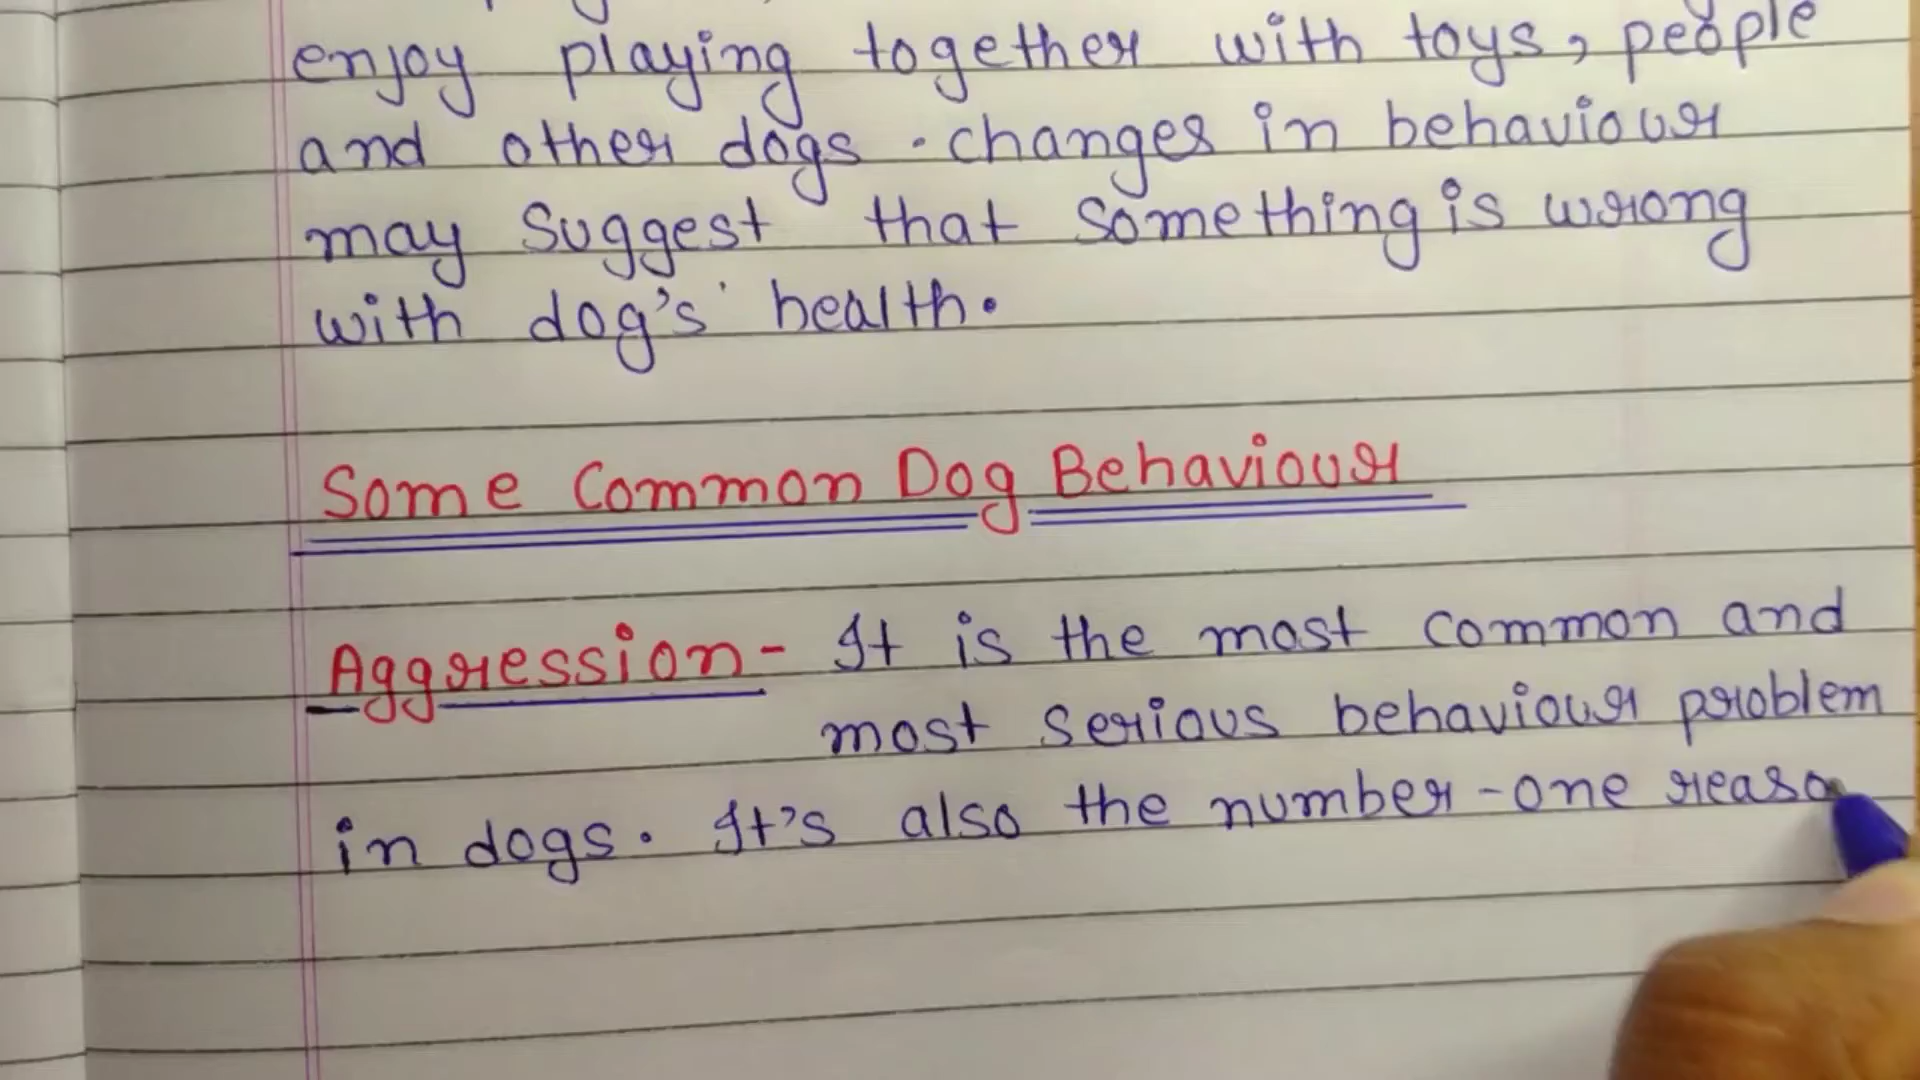 enjoy playing together with toys, people
and other dogs. changes in behaviour
may suggest that something is wrong
with dog's health.
Some Common Dog Behaviour
Aggression - It is the most common and
most serious behaviour problem
in dogs. It's also the number-one reaso